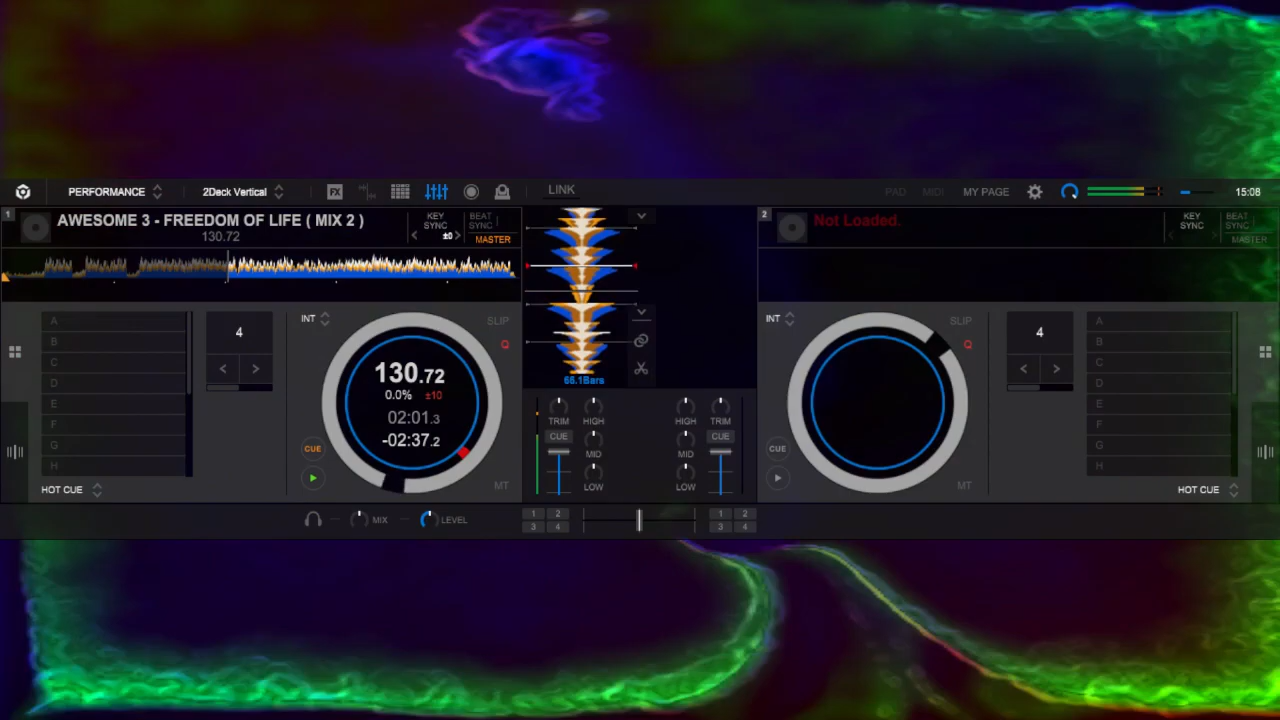 PERFORMANCE 2Deck Vertical FX LINK PAD MIDI MY PAGE 15:08
1 AWESOME 3 - FREEDOM OF LIFE ( MIX 2 ) KEY SYNC BEAT SYNC
130.72 < ±0 > MASTER
2 Not Loaded. KEY SYNC BEAT SYNC
< > MASTER
A
B
C
D
E
F
G
H
HOT CUE
4
< >
INT SLIP
Q
130.72
0.0% ±10
02:01.3
-02:37.2
CUE
MT
66.1Bars
TRIM HIGH HIGH TRIM
CUE MID MID CUE
LOW LOW
INT SLIP
Q
CUE
MT
4
< >
A
B
C
D
E
F
G
H
HOT CUE
MIX LEVEL
1 2 1 2
3 4 3 4